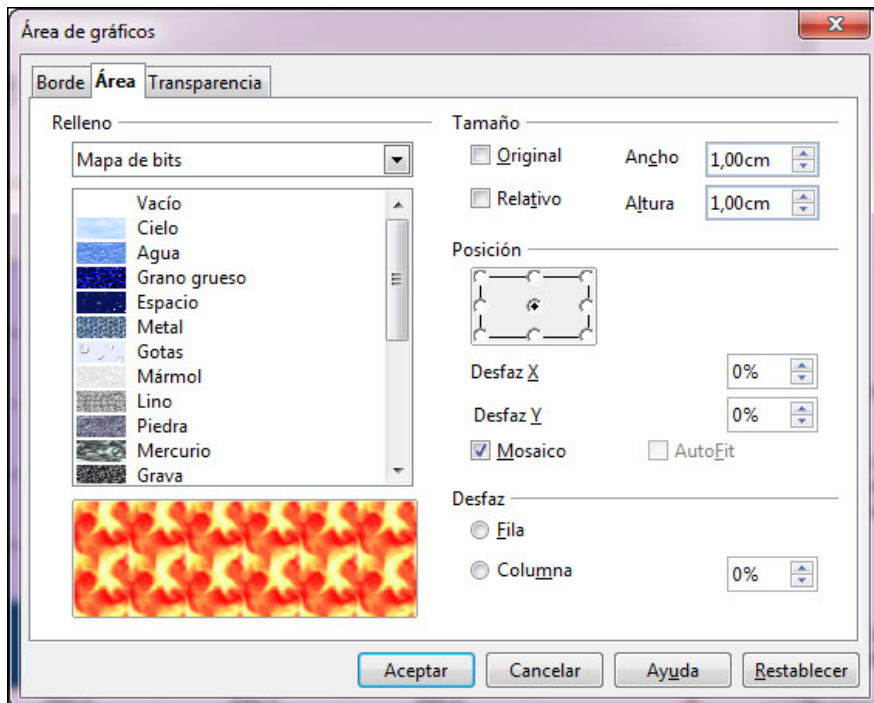 Área de gráficos
Borde Área Transparencia
Relleno
Mapa de bits
Vacío
Cielo
Agua
Grano grueso
Espacio
Metal
Gotas
Mármol
Lino
Piedra
Mercurio
Grava
Tamaño
Original Ancho 1,00cm
Relativo Altura 1,00cm
Posición
Desfaz X 0%
Desfaz Y 0%
Mosaico AutoFit
Desfaz
Fila
Columna 0%
Aceptar Cancelar Ayuda Restablecer